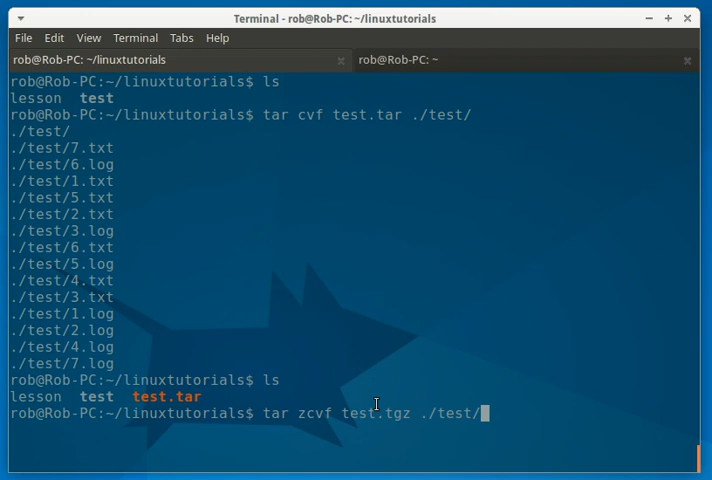 Terminal - rob@Rob-PC: ~/linuxtutorials
File Edit View Terminal Tabs Help
rob@Rob-PC: ~/linuxtutorials rob@Rob-PC: ~
rob@Rob-PC:~/linuxtutorials$ ls
lesson test
rob@Rob-PC:~/linuxtutorials$ tar cvf test.tar ./test/
./test/
./test/7.txt
./test/6.log
./test/1.txt
./test/5.txt
./test/2.txt
./test/3.log
./test/6.txt
./test/5.log
./test/4.txt
./test/3.txt
./test/1.log
./test/2.log
./test/4.log
./test/7.log
rob@Rob-PC:~/linuxtutorials$ ls
lesson test test.tar
rob@Rob-PC:~/linuxtutorials$ tar zcvf test.tgz ./test/